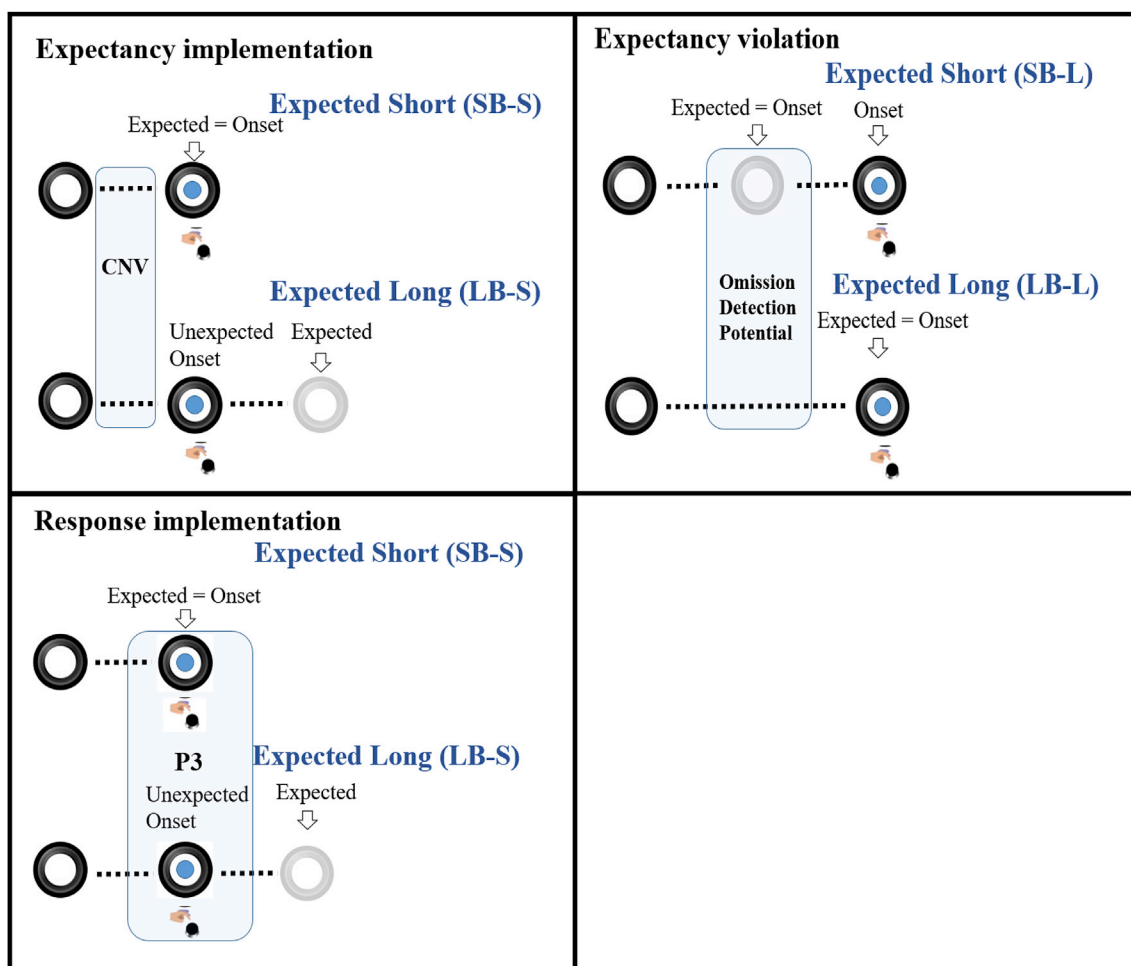 Expectancy implementation
Expected Short (SB-S)
Expected = Onset
CNV
Expected Long (LB-S)
Unexpected
Onset
Expected
Expectancy violation
Expected Short (SB-L)
Expected = Onset
Onset
Omission
Detection
Potential
Expected Long (LB-L)
Expected = Onset
Response implementation
Expected Short (SB-S)
Expected = Onset
P3
Expected Long (LB-S)
Unexpected
Onset
Expected